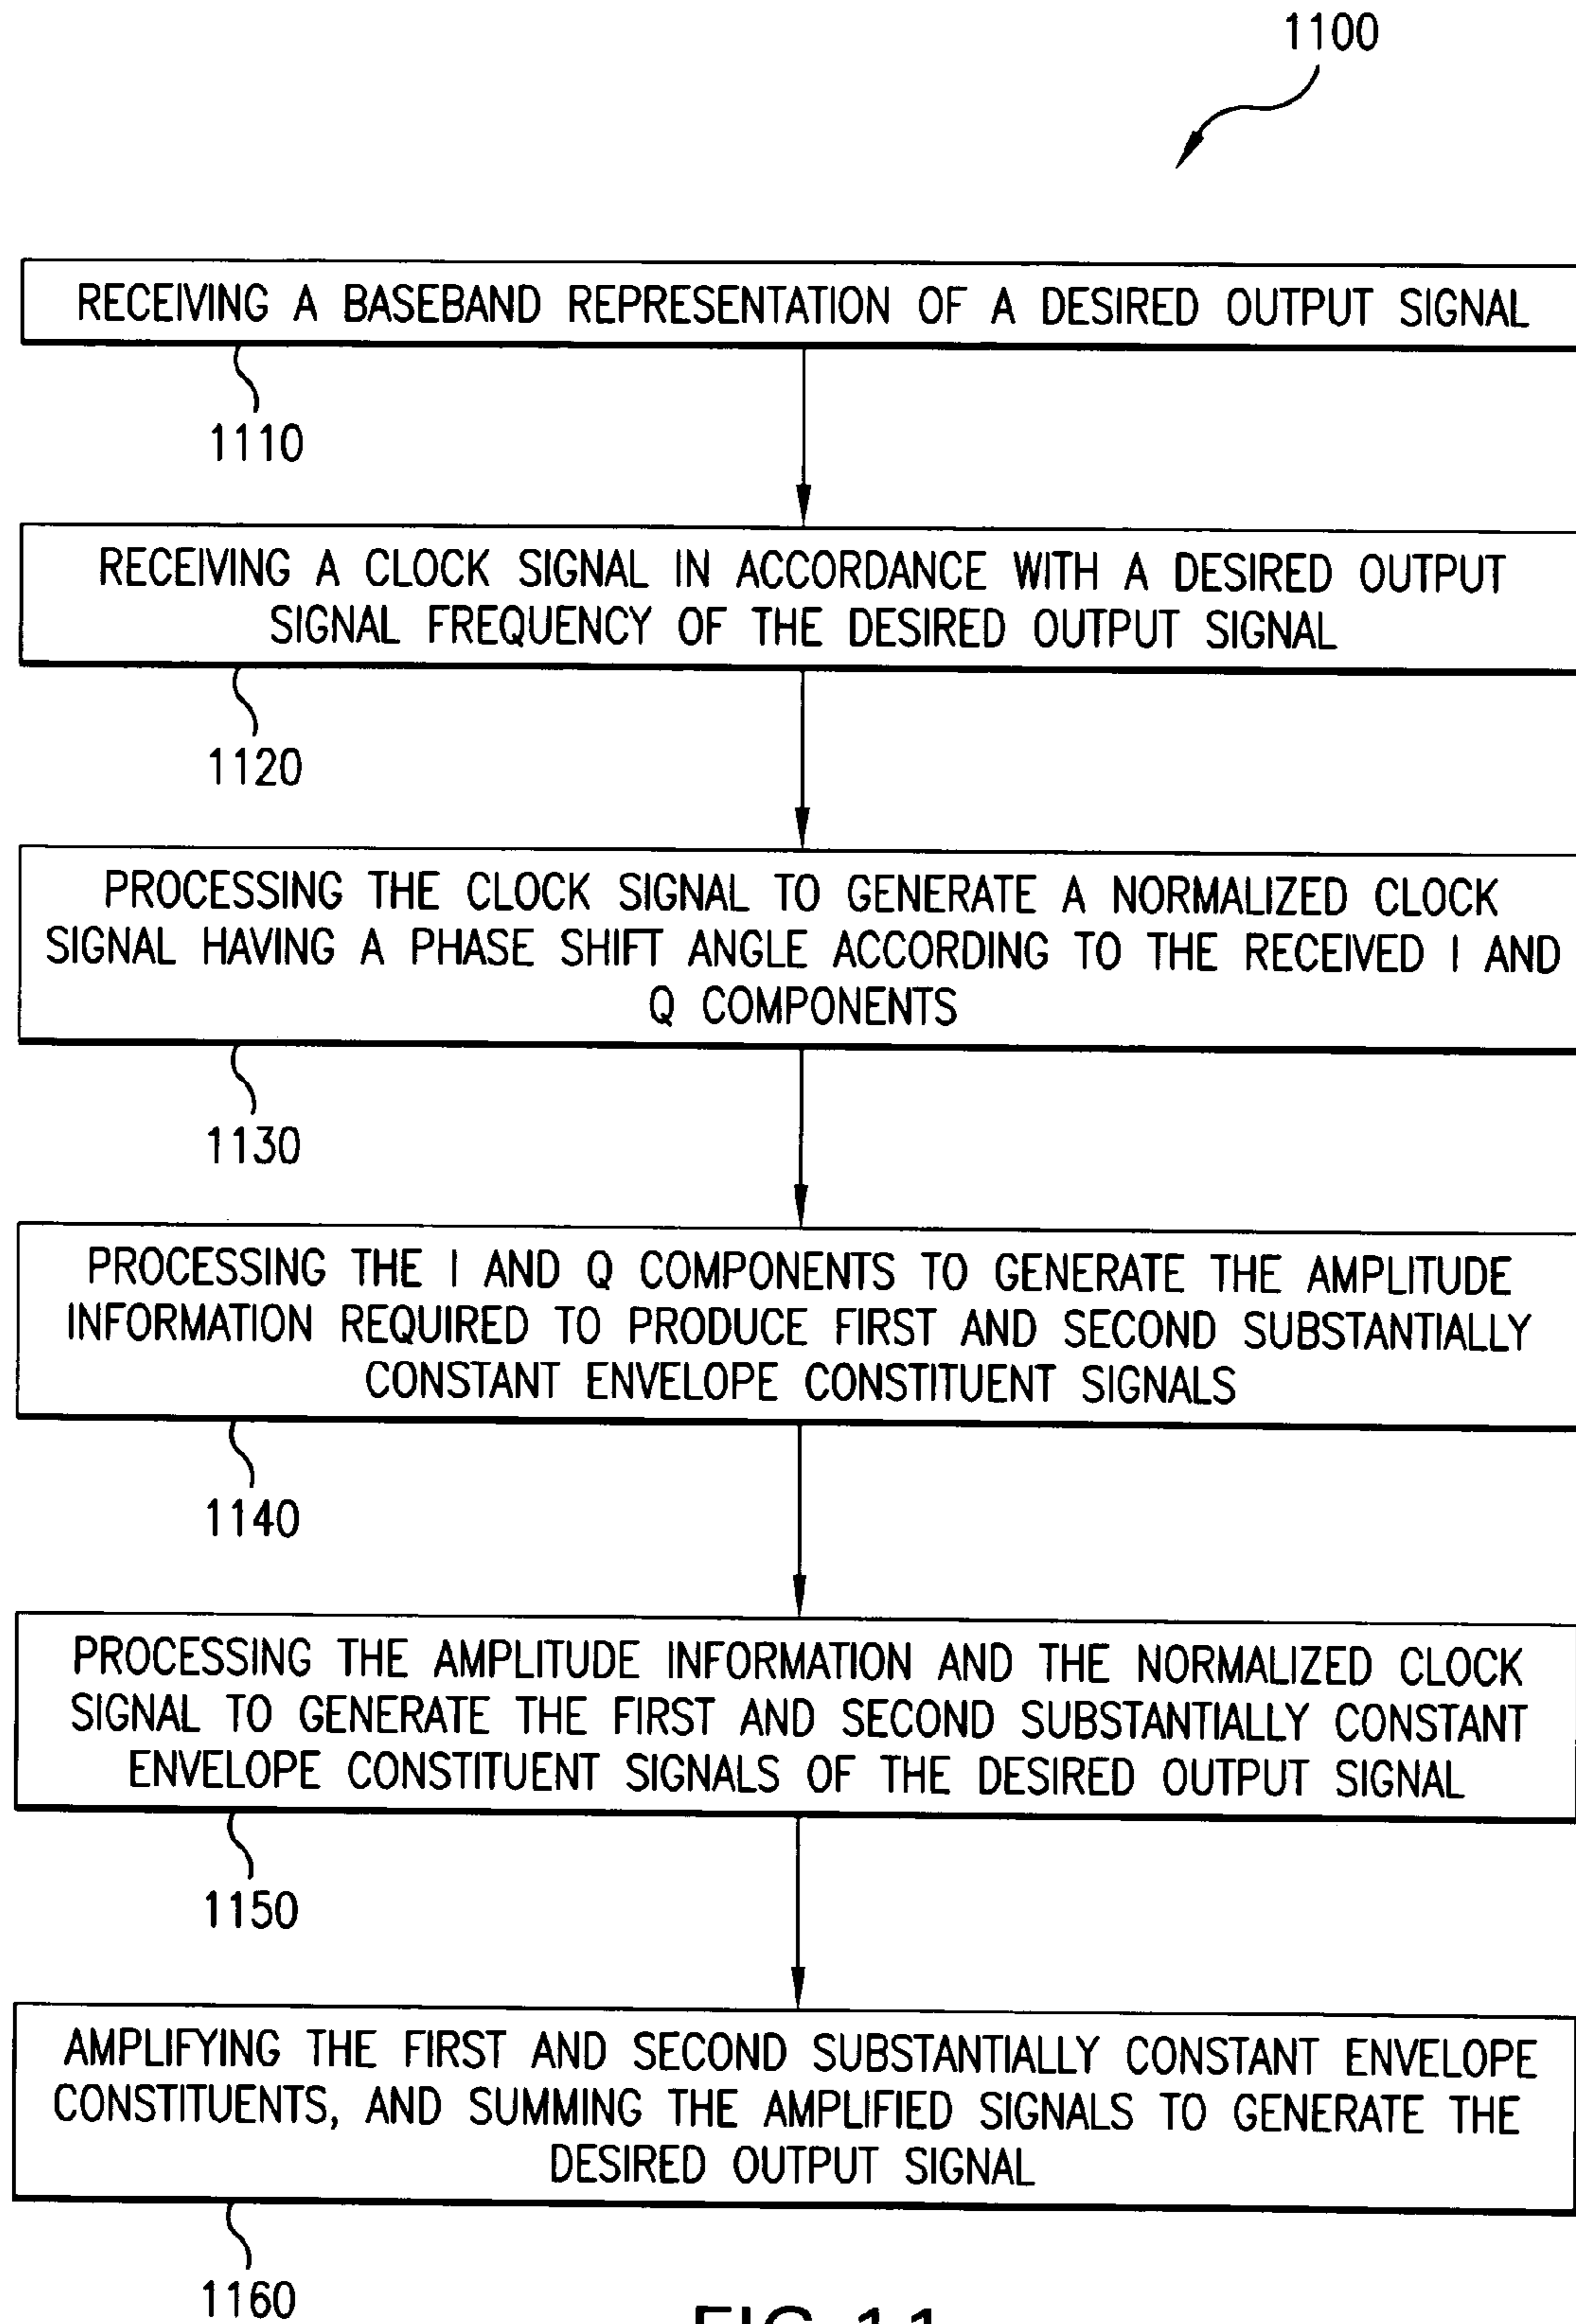 1100
RECEIVING A BASEBAND REPRESENTATION OF A DESIRED OUTPUT SIGNAL
1110
RECEIVING A CLOCK SIGNAL IN ACCORDANCE WITH A DESIRED OUTPUT
SIGNAL FREQUENCY OF THE DESIRED OUTPUT SIGNAL
1120
PROCESSING THE CLOCK SIGNAL TO GENERATE A NORMALIZED CLOCK
SIGNAL HAVING A PHASE SHIFT ANGLE ACCORDING TO THE RECEIVED I AND
Q COMPONENTS
1130
PROCESSING THE I AND Q COMPONENTS TO GENERATE THE AMPLITUDE
INFORMATION REQUIRED TO PRODUCE FIRST AND SECOND SUBSTANTIALLY
CONSTANT ENVELOPE CONSTITUENT SIGNALS
1140
PROCESSING THE AMPLITUDE INFORMATION AND THE NORMALIZED CLOCK
SIGNAL TO GENERATE THE FIRST AND SECOND SUBSTANTIALLY CONSTANT
ENVELOPE CONSTITUENT SIGNALS OF THE DESIRED OUTPUT SIGNAL
1150
AMPLIFYING THE FIRST AND SECOND SUBSTANTIALLY CONSTANT ENVELOPE
CONSTITUENTS, AND SUMMING THE AMPLIFIED SIGNALS TO GENERATE THE
DESIRED OUTPUT SIGNAL
1160
FIG. 11